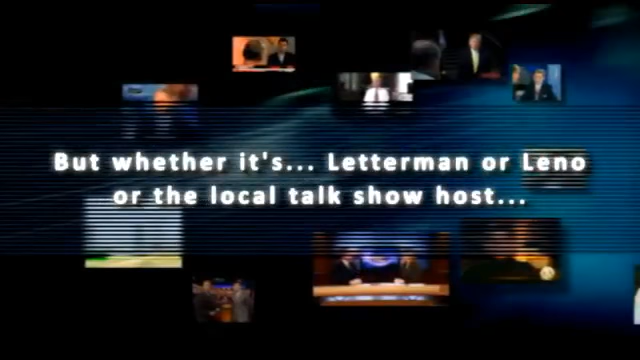 But whether it's... Letterman or Leno
or the local talk show host...